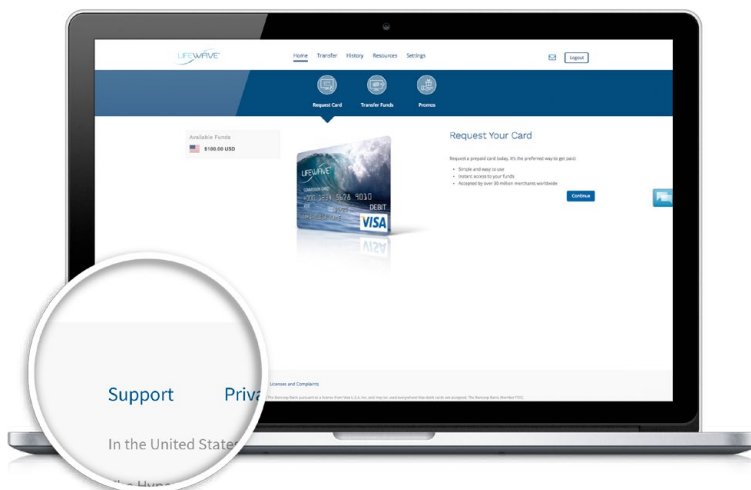 LIFEWAVE
Home Transfer History Resources Settings
Logout
Request Card Transfer Funds Promos
Available Funds
$100.00 USD
Request Your Card
Request a prepaid card today. It's the preferred way to get paid:
• Simple and easy to use
• Instant access to your funds
• Accepted by over 30 million merchants worldwide
Continue
LIFEWAVE
9010
DEBIT
VISA
Licenses and Complaints
Support Priva
In the United States